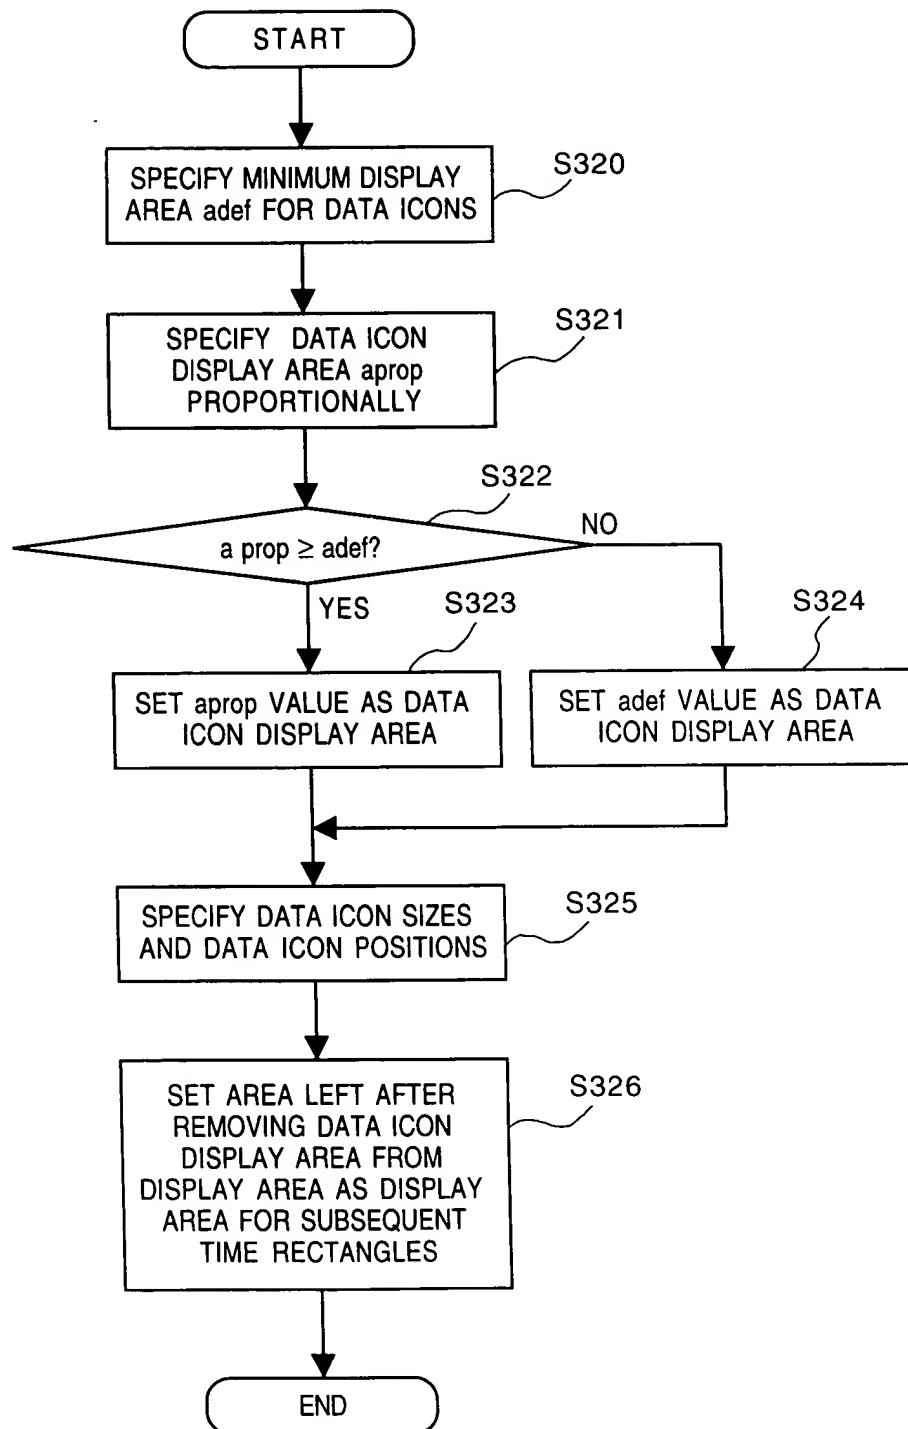 START
S320
SPECIFY MINIMUM DISPLAY
AREA adef FOR DATA ICONS
S321
SPECIFY DATA ICON
DISPLAY AREA aprop
PROPORTIONALLY
S322
a prop ≥ adef?
NO
YES
S323
SET aprop VALUE AS DATA
ICON DISPLAY AREA
S324
SET adef VALUE AS DATA
ICON DISPLAY AREA
S325
SPECIFY DATA ICON SIZES
AND DATA ICON POSITIONS
S326
SET AREA LEFT AFTER
REMOVING DATA ICON
DISPLAY AREA FROM
DISPLAY AREA AS DISPLAY
AREA FOR SUBSEQUENT
TIME RECTANGLES
END